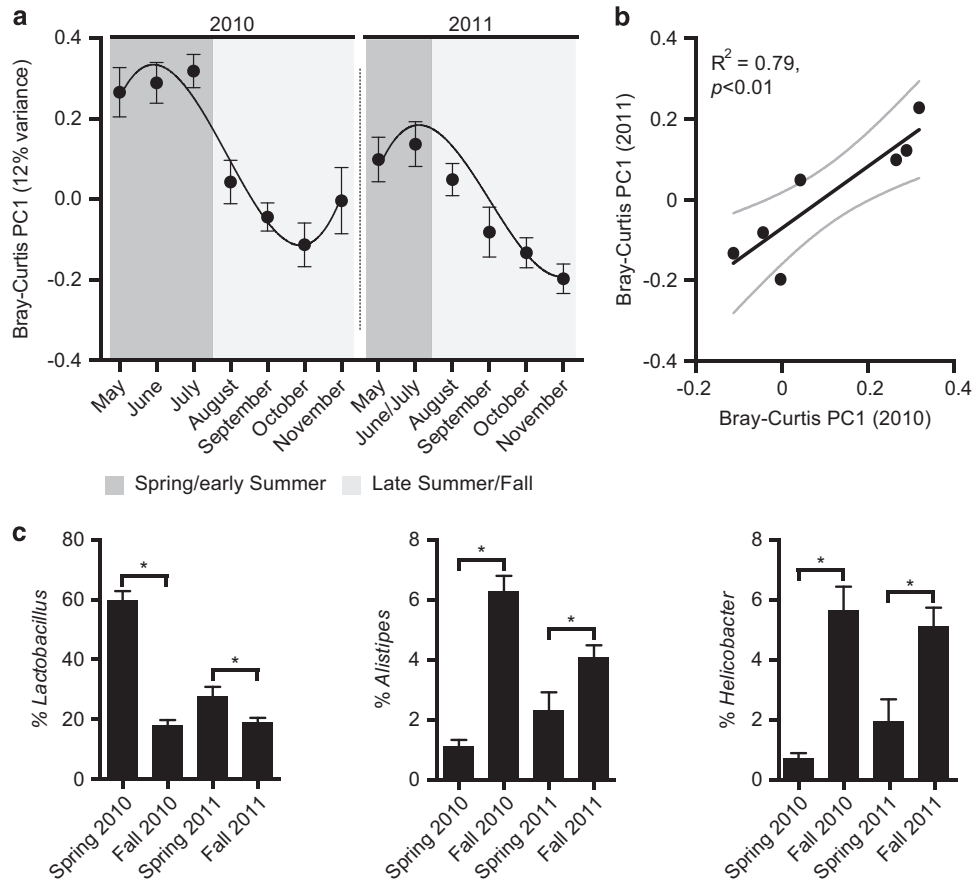 a
2010
2011
Bray-Curtis PC1 (12% variance)
0.4
0.2
0.0
-0.2
-0.4
May
June
July
August
September
October
November
May
June/July
August
September
October
November
Spring/early Summer
Late Summer/Fall
b
R² = 0.79,
p<0.01
Bray-Curtis PC1 (2011)
0.4
0.2
0
-0.2
-0.4
-0.2
0
0.2
0.4
Bray-Curtis PC1 (2010)
c
% Lactobacillus
80
60
40
20
0
*
*
Spring 2010
Fall 2010
Spring 2011
Fall 2011
% Alistipes
8
6
4
2
0
*
*
Spring 2010
Fall 2010
Spring 2011
Fall 2011
% Helicobacter
8
6
4
2
0
*
*
Spring 2010
Fall 2010
Spring 2011
Fall 2011